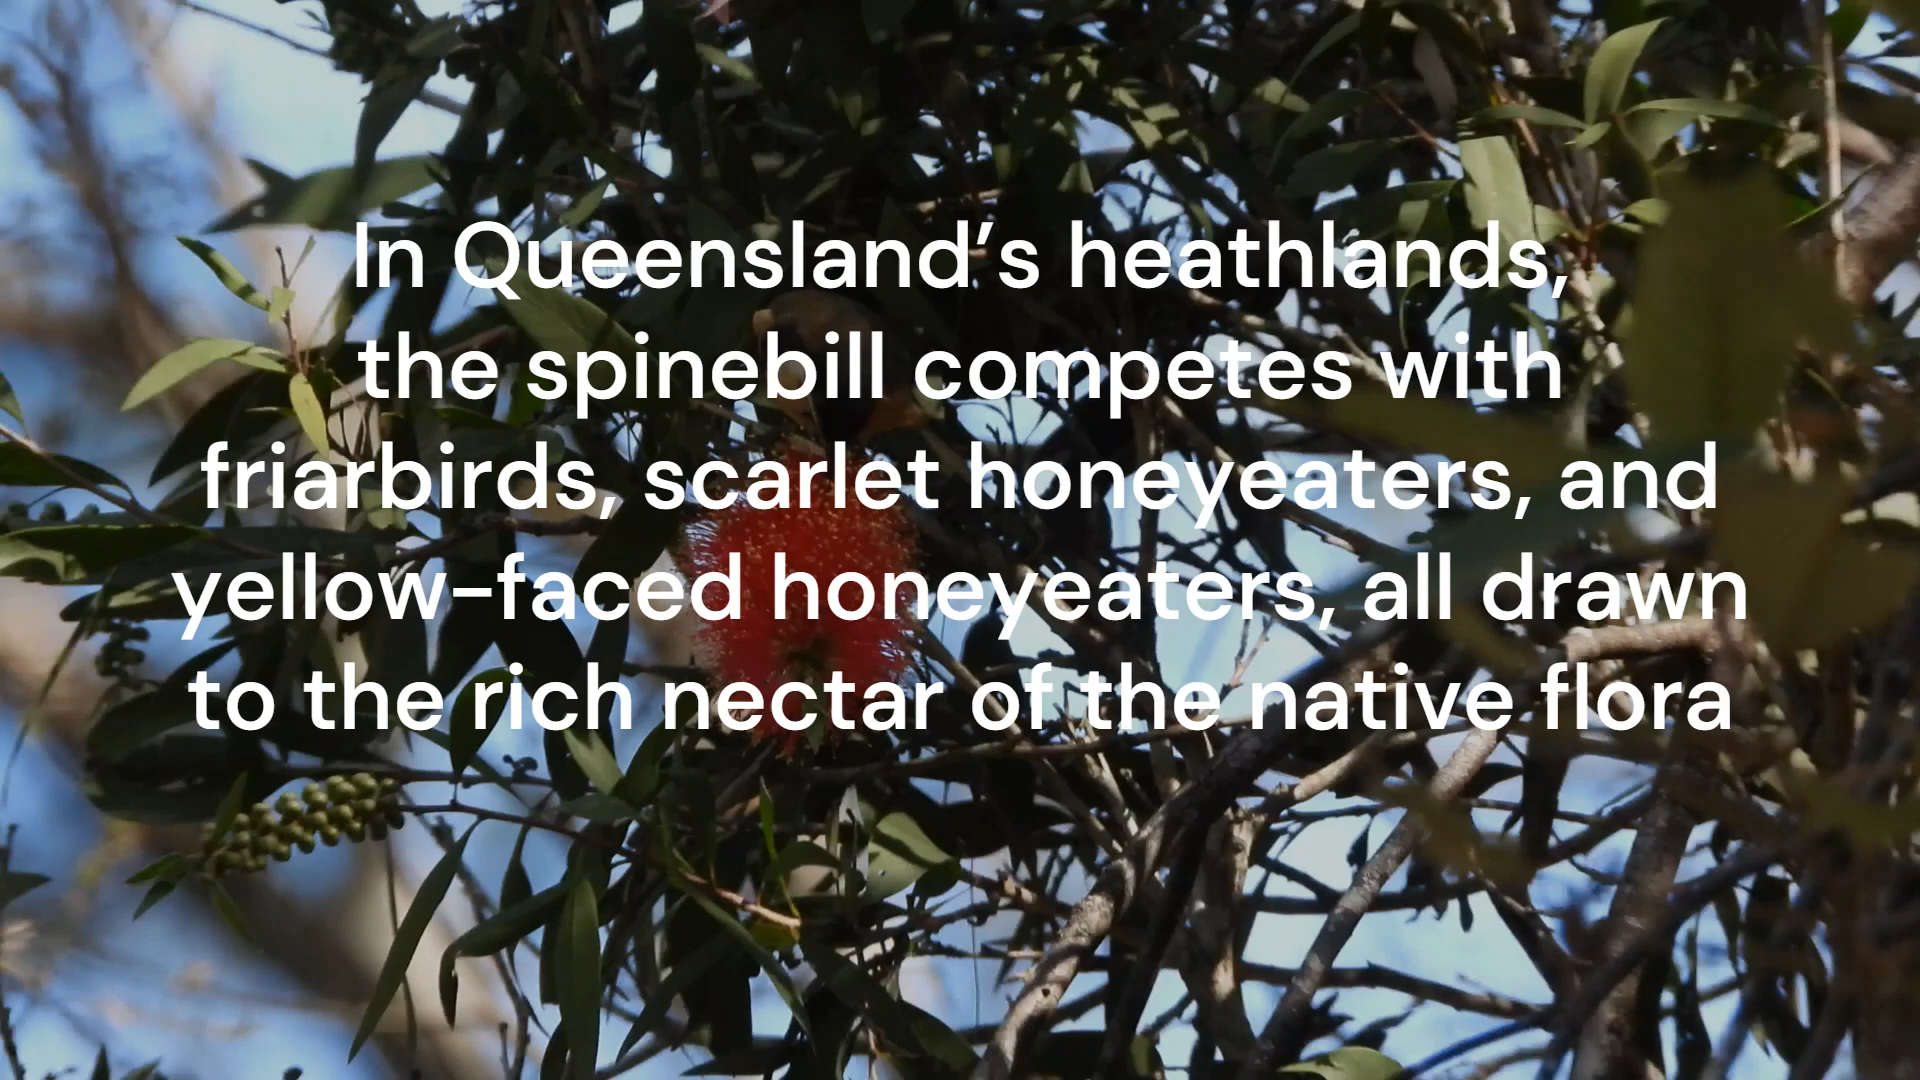 In Queensland’s heathlands,
the spinebill competes with
friarbirds, scarlet honeyeaters, and
yellow-faced honeyeaters, all drawn
to the rich nectar of the native flora